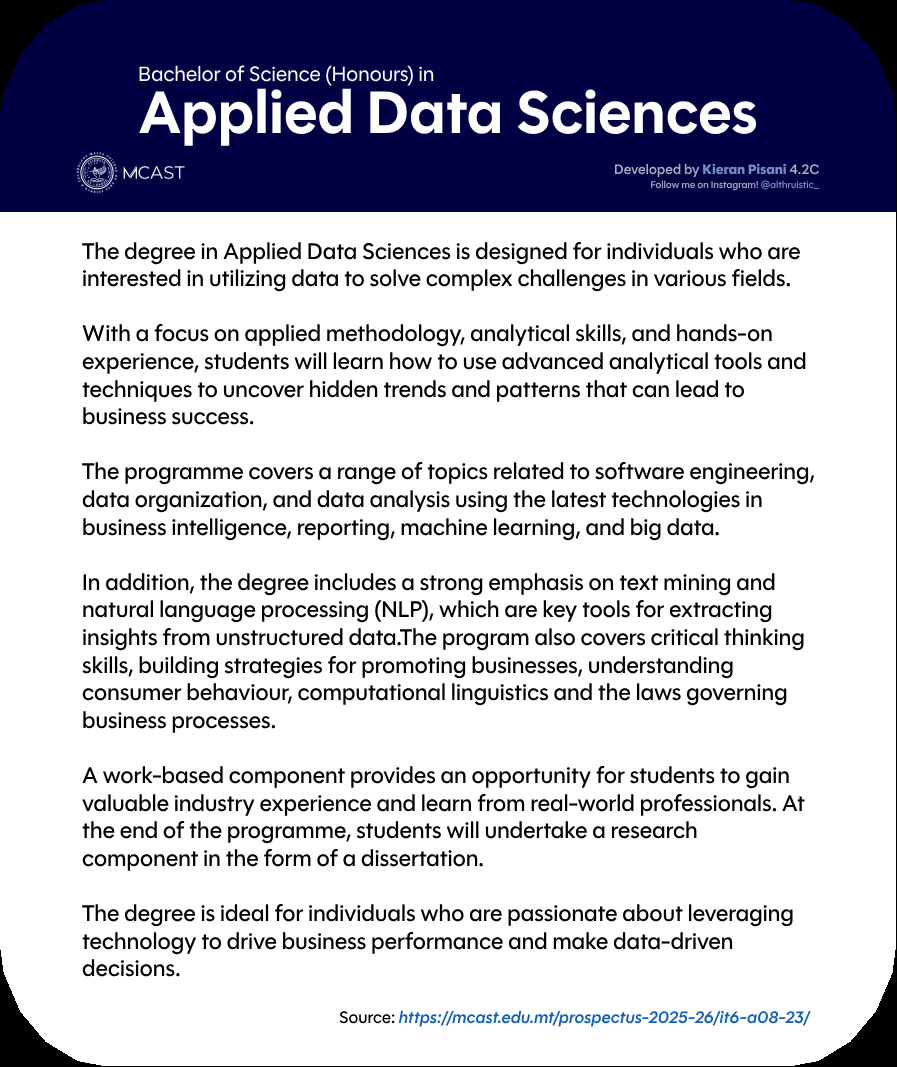 Bachelor of Science (Honours) in
Applied Data Sciences
MCAST
Developed by Kieran Pisani 4.2C
Follow me on Instagram! @althruistic_
The degree in Applied Data Sciences is designed for individuals who are
interested in utilizing data to solve complex challenges in various fields.
With a focus on applied methodology, analytical skills, and hands-on
experience, students will learn how to use advanced analytical tools and
techniques to uncover hidden trends and patterns that can lead to
business success.
The programme covers a range of topics related to software engineering,
data organization, and data analysis using the latest technologies in
business intelligence, reporting, machine learning, and big data.
In addition, the degree includes a strong emphasis on text mining and
natural language processing (NLP), which are key tools for extracting
insights from unstructured data.The program also covers critical thinking
skills, building strategies for promoting businesses, understanding
consumer behaviour, computational linguistics and the laws governing
business processes.
A work-based component provides an opportunity for students to gain
valuable industry experience and learn from real-world professionals. At
the end of the programme, students will undertake a research
component in the form of a dissertation.
The degree is ideal for individuals who are passionate about leveraging
technology to drive business performance and make data-driven
decisions.
Source: https://mcast.edu.mt/prospectus-2025-26/it6-a08-23/